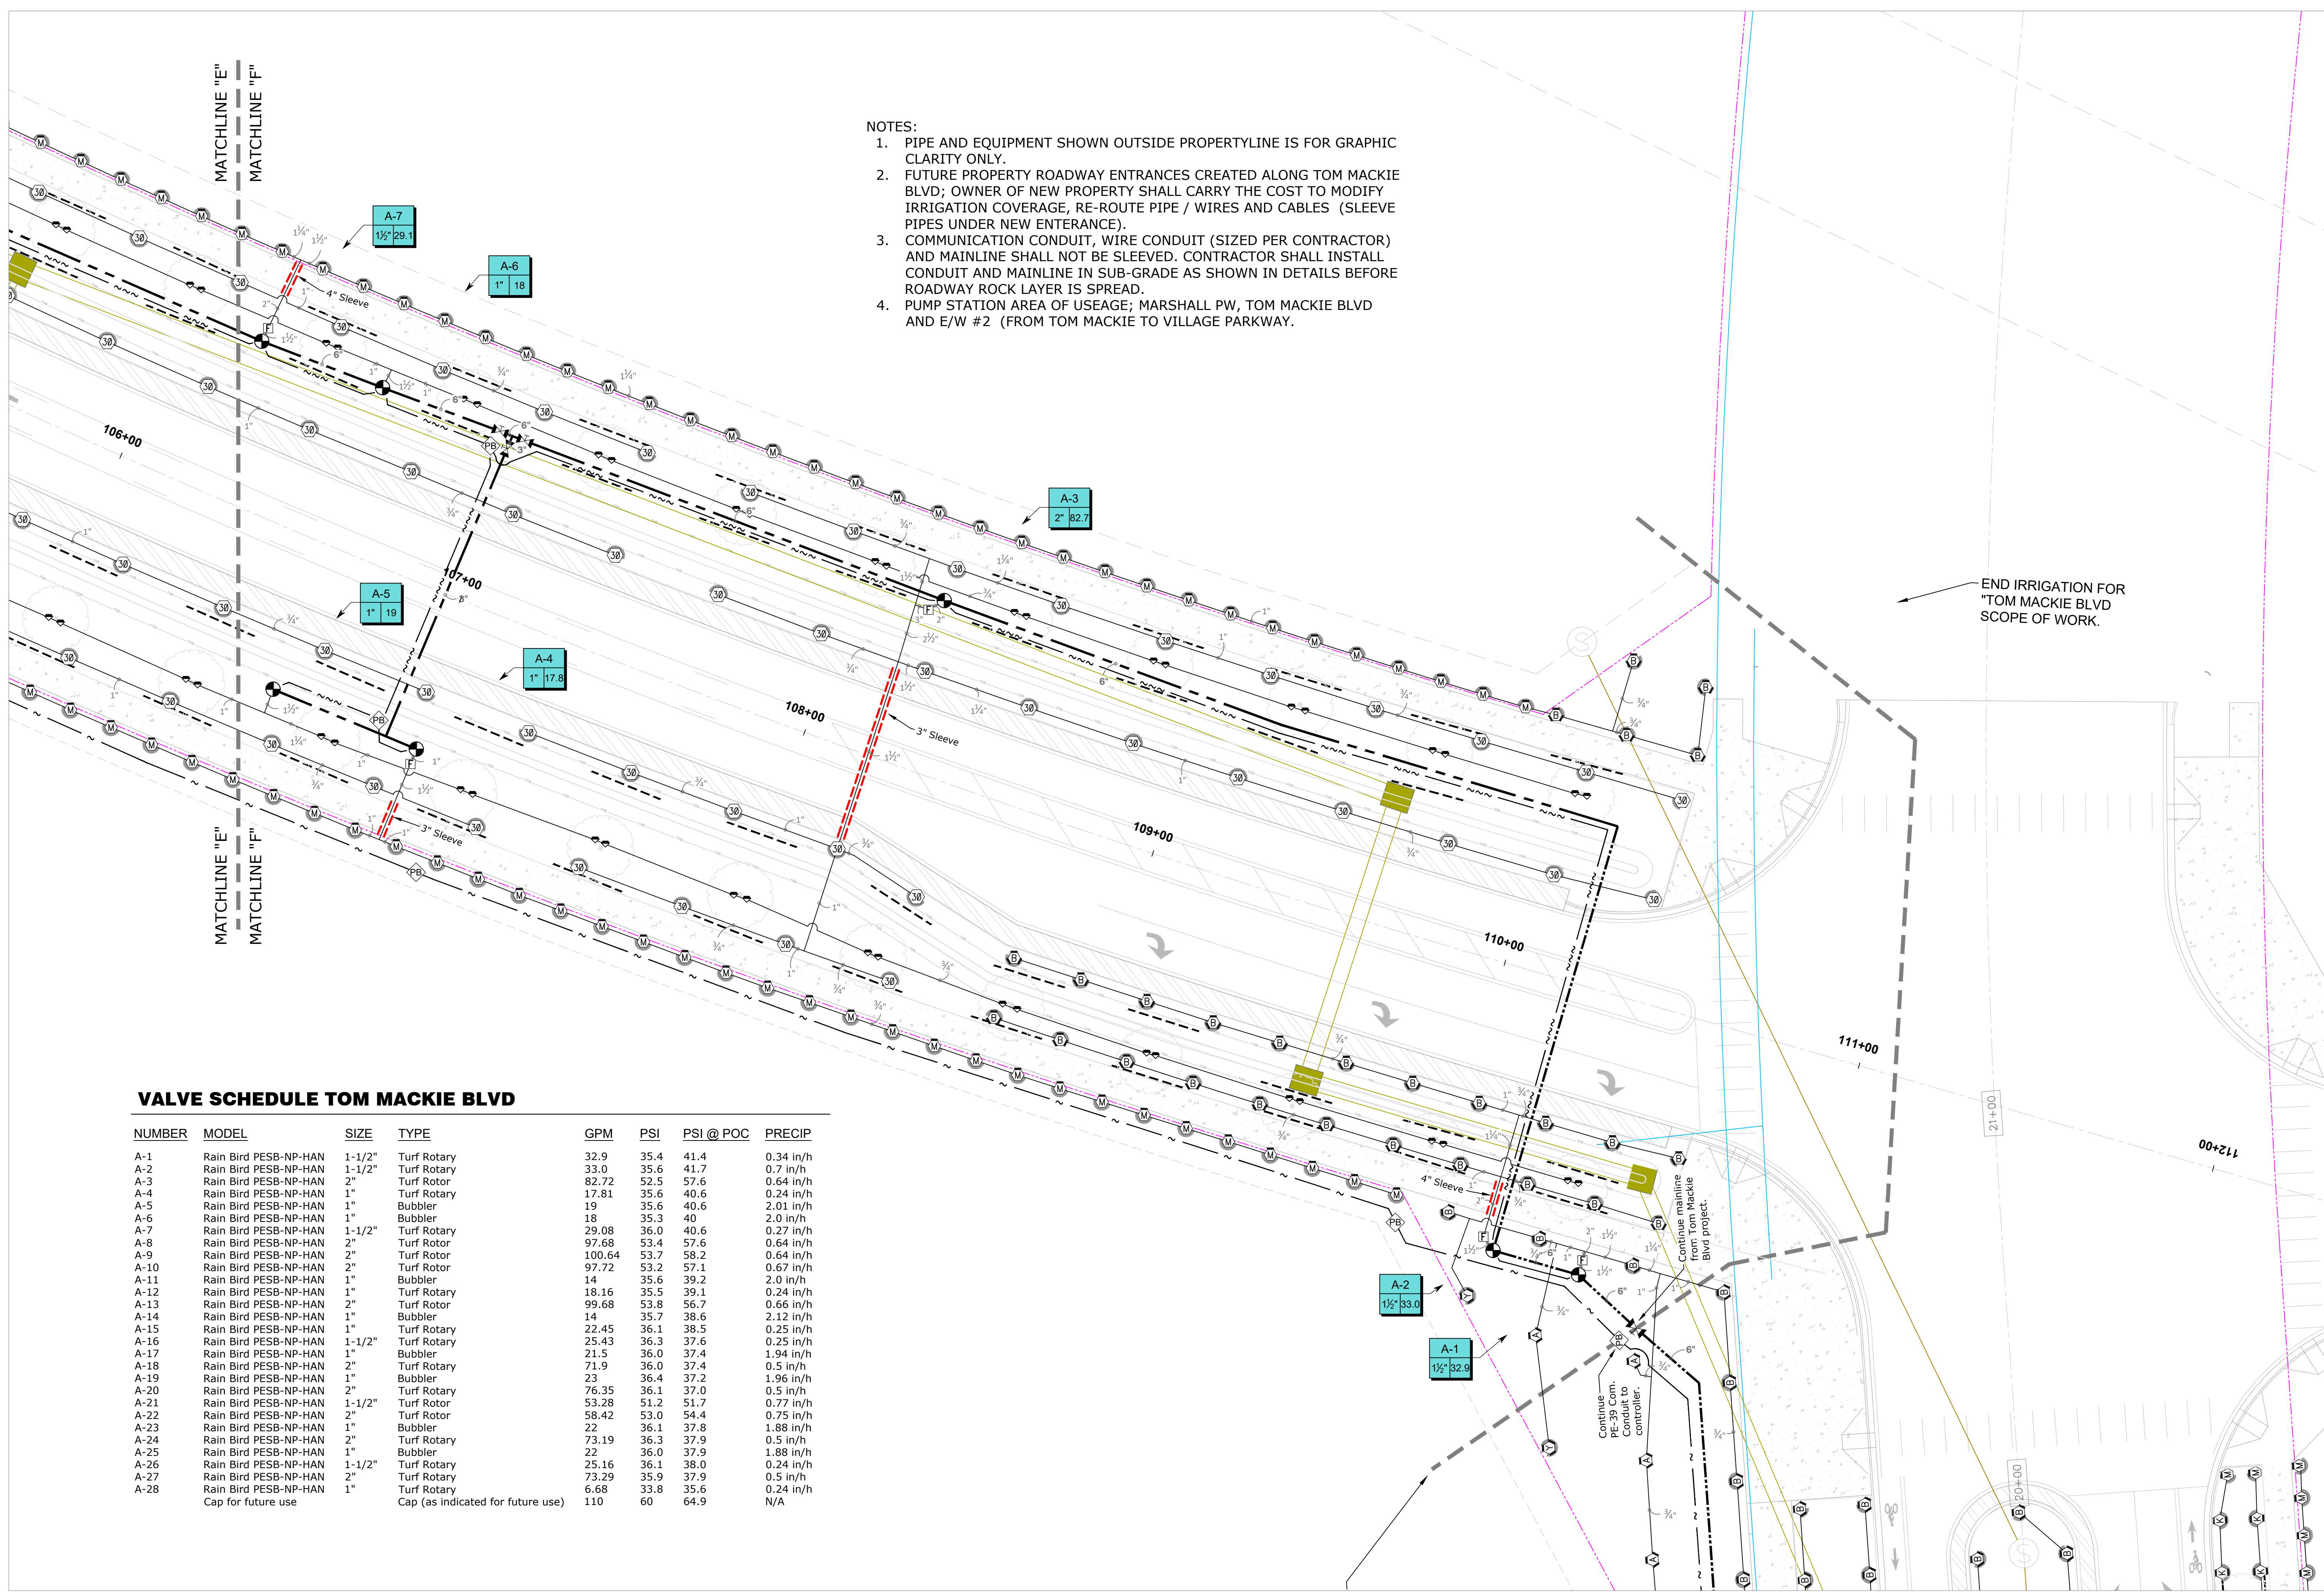 MATCHLINE "E"
MATCHLINE "F"
NOTES:
1. PIPE AND EQUIPMENT SHOWN OUTSIDE PROPERTYLINE IS FOR GRAPHIC
CLARITY ONLY.
2. FUTURE PROPERTY ROADWAY ENTRANCES CREATED ALONG TOM MACKIE
BLVD; OWNER OF NEW PROPERTY SHALL CARRY THE COST TO MODIFY
IRRIGATION COVERAGE, RE-ROUTE PIPE / WIRES AND CABLES (SLEEVE
PIPES UNDER NEW ENTERANCE).
3. COMMUNICATION CONDUIT, WIRE CONDUIT (SIZED PER CONTRACTOR)
AND MAINLINE SHALL NOT BE SLEEVED. CONTRACTOR SHALL INSTALL
CONDUIT AND MAINLINE IN SUB-GRADE AS SHOWN IN DETAILS BEFORE
ROADWAY ROCK LAYER IS SPREAD.
4. PUMP STATION AREA OF USEAGE; MARSHALL PW, TOM MACKIE BLVD
AND E/W #2 (FROM TOM MACKIE TO VILLAGE PARKWAY.
A-7
1½" 29.1
A-6
1" 18
4" Sleeve
106+00
A-3
2" 82.7
107+00
A-5
1" 19
A-4
1" 17.8
END IRRIGATION FOR
"TOM MACKIE BLVD
SCOPE OF WORK.
108+00
3" Sleeve
3" Sleeve
109+00
MATCHLINE "E"
MATCHLINE "F"
110+00
111+00
21+00
112+00
4" Sleeve
Continue mainline
from Tom Mackie
Blvd project.
A-2
1½" 33.0
A-1
1½" 32.9
Continue
PE-39 Com.
Conduit to
controller.
20+00
VALVE SCHEDULE TOM MACKIE BLVD
NUMBER MODEL SIZE TYPE GPM PSI PSI @ POC PRECIP
A-1 Rain Bird PESB-NP-HAN 1-1/2" Turf Rotary 32.9 35.4 41.4 0.34 in/h
A-2 Rain Bird PESB-NP-HAN 1-1/2" Turf Rotary 33.0 35.6 41.7 0.7 in/h
A-3 Rain Bird PESB-NP-HAN 2" Turf Rotor 82.72 52.5 57.6 0.64 in/h
A-4 Rain Bird PESB-NP-HAN 1" Turf Rotary 17.81 35.6 40.6 0.24 in/h
A-5 Rain Bird PESB-NP-HAN 1" Bubbler 19 35.6 40.6 2.01 in/h
A-6 Rain Bird PESB-NP-HAN 1" Bubbler 18 35.3 40 2.0 in/h
A-7 Rain Bird PESB-NP-HAN 1-1/2" Turf Rotary 29.08 36.0 40.6 0.27 in/h
A-8 Rain Bird PESB-NP-HAN 2" Turf Rotor 97.68 53.4 57.6 0.64 in/h
A-9 Rain Bird PESB-NP-HAN 2" Turf Rotor 100.64 53.7 58.2 0.64 in/h
A-10 Rain Bird PESB-NP-HAN 2" Turf Rotor 97.72 53.2 57.1 0.67 in/h
A-11 Rain Bird PESB-NP-HAN 1" Bubbler 14 35.6 39.2 2.0 in/h
A-12 Rain Bird PESB-NP-HAN 1" Turf Rotary 18.16 35.5 39.1 0.24 in/h
A-13 Rain Bird PESB-NP-HAN 2" Turf Rotor 99.68 53.8 56.7 0.66 in/h
A-14 Rain Bird PESB-NP-HAN 1" Bubbler 14 35.7 38.6 2.12 in/h
A-15 Rain Bird PESB-NP-HAN 1" Turf Rotary 22.45 36.1 38.5 0.25 in/h
A-16 Rain Bird PESB-NP-HAN 1-1/2" Turf Rotary 25.43 36.3 37.6 0.25 in/h
A-17 Rain Bird PESB-NP-HAN 1" Bubbler 21.5 36.0 37.4 1.94 in/h
A-18 Rain Bird PESB-NP-HAN 2" Turf Rotary 71.9 36.0 37.4 0.5 in/h
A-19 Rain Bird PESB-NP-HAN 1" Bubbler 23 36.4 37.2 1.96 in/h
A-20 Rain Bird PESB-NP-HAN 2" Turf Rotary 76.35 36.1 37.0 0.5 in/h
A-21 Rain Bird PESB-NP-HAN 1-1/2" Turf Rotor 53.28 51.2 51.7 0.77 in/h
A-22 Rain Bird PESB-NP-HAN 2" Turf Rotor 58.42 53.0 54.4 0.75 in/h
A-23 Rain Bird PESB-NP-HAN 1" Bubbler 22 36.1 37.8 1.88 in/h
A-24 Rain Bird PESB-NP-HAN 2" Turf Rotary 73.19 36.3 37.9 0.5 in/h
A-25 Rain Bird PESB-NP-HAN 1" Bubbler 22 36.0 37.9 1.88 in/h
A-26 Rain Bird PESB-NP-HAN 1-1/2" Turf Rotary 25.16 36.1 38.0 0.24 in/h
A-27 Rain Bird PESB-NP-HAN 2" Turf Rotary 73.29 35.9 37.9 0.5 in/h
A-28 Rain Bird PESB-NP-HAN 1" Turf Rotary 6.68 33.8 35.6 0.24 in/h
Cap for future use Cap (as indicated for future use) 110 60 64.9 N/A